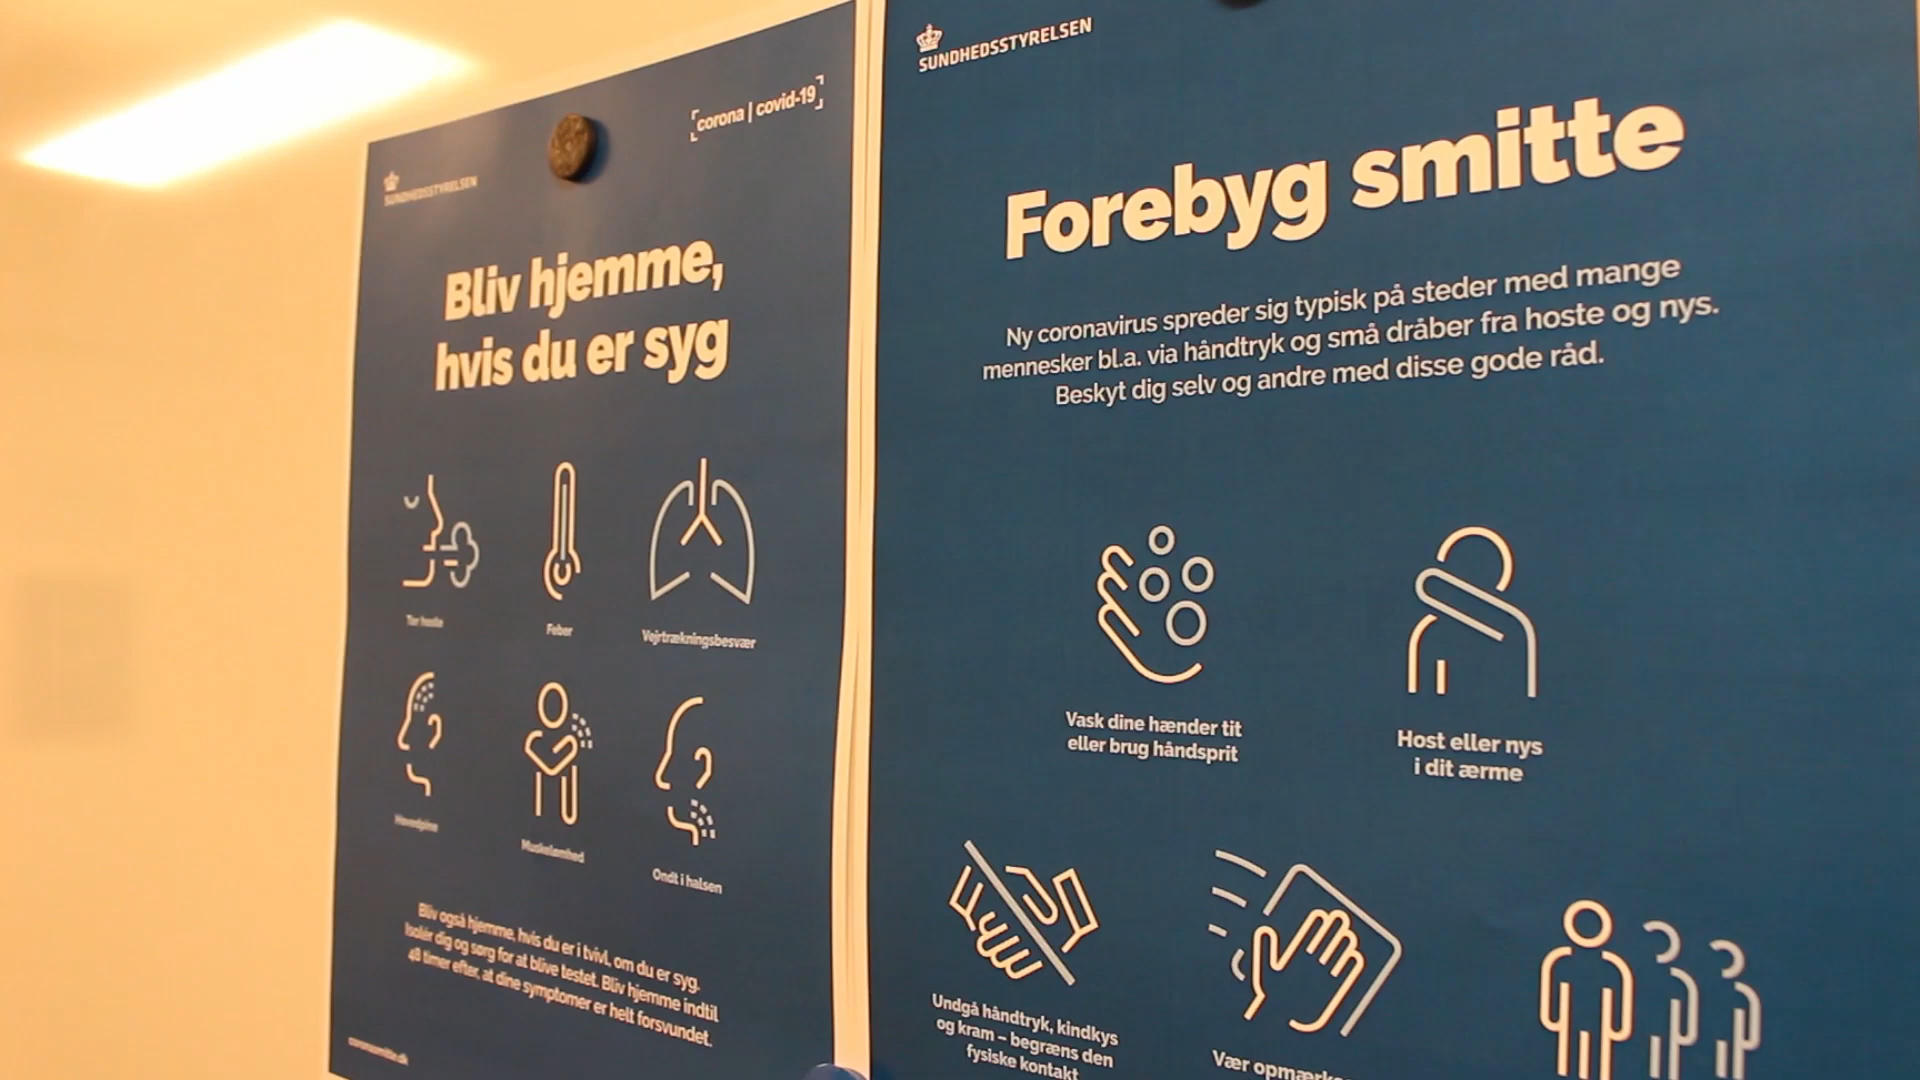 SUNDHEDSSTYRELSEN
corona | covid-19
Bliv hjemme,
hvis du er syg
Tør hoste
Feber
Vejrtrækningsbesvær
Hovedpine
Muskelømhed
Ondt i halsen
Bliv også hjemme, hvis du er i tvivl, om du er syg.
Isolér dig og sørg for at blive testet. Bliv hjemme indtil
48 timer efter, at dine symptomer er helt forsvundet.
coronasmitte.dk
SUNDHEDSSTYRELSEN
Forebyg smitte
Ny coronavirus spreder sig typisk på steder med mange
mennesker bl.a. via håndtryk og små dråber fra hoste og nys.
Beskyt dig selv og andre med disse gode råd.
Vask dine hænder tit
eller brug håndsprit
Host eller nys
i dit ærme
Undgå håndtryk, kindkys
og kram – begræns den
fysiske kontakt
Vær